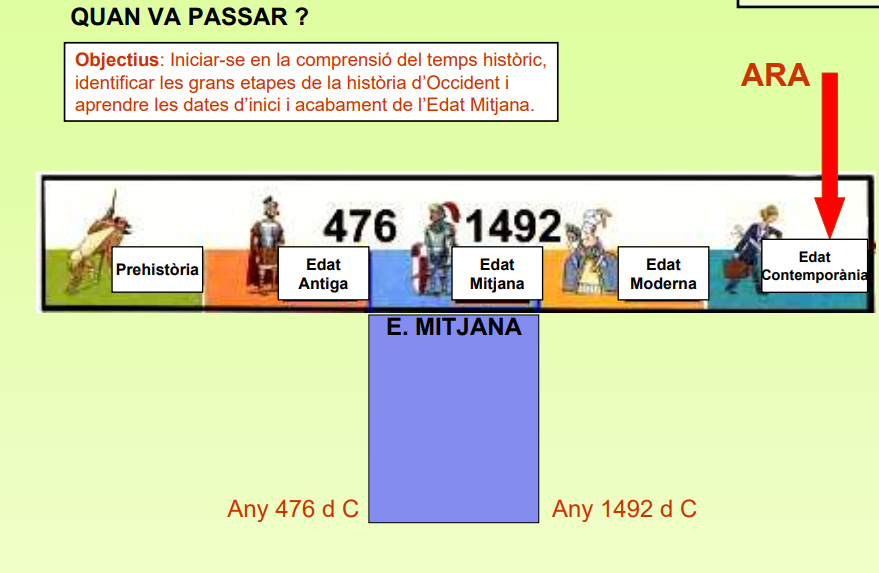 QUAN VA PASSAR ?
Objectius: Iniciar-se en la comprensió del temps històric,
identificar les grans etapes de la història d’Occident i
aprendre les dates d’inici i acabament de l’Edat Mitjana.
ARA
476
1492
Prehistòria
Edat
Antiga
Edat
Mitjana
Edat
Moderna
Edat
Contemporània
E. MITJANA
Any 476 d C
Any 1492 d C